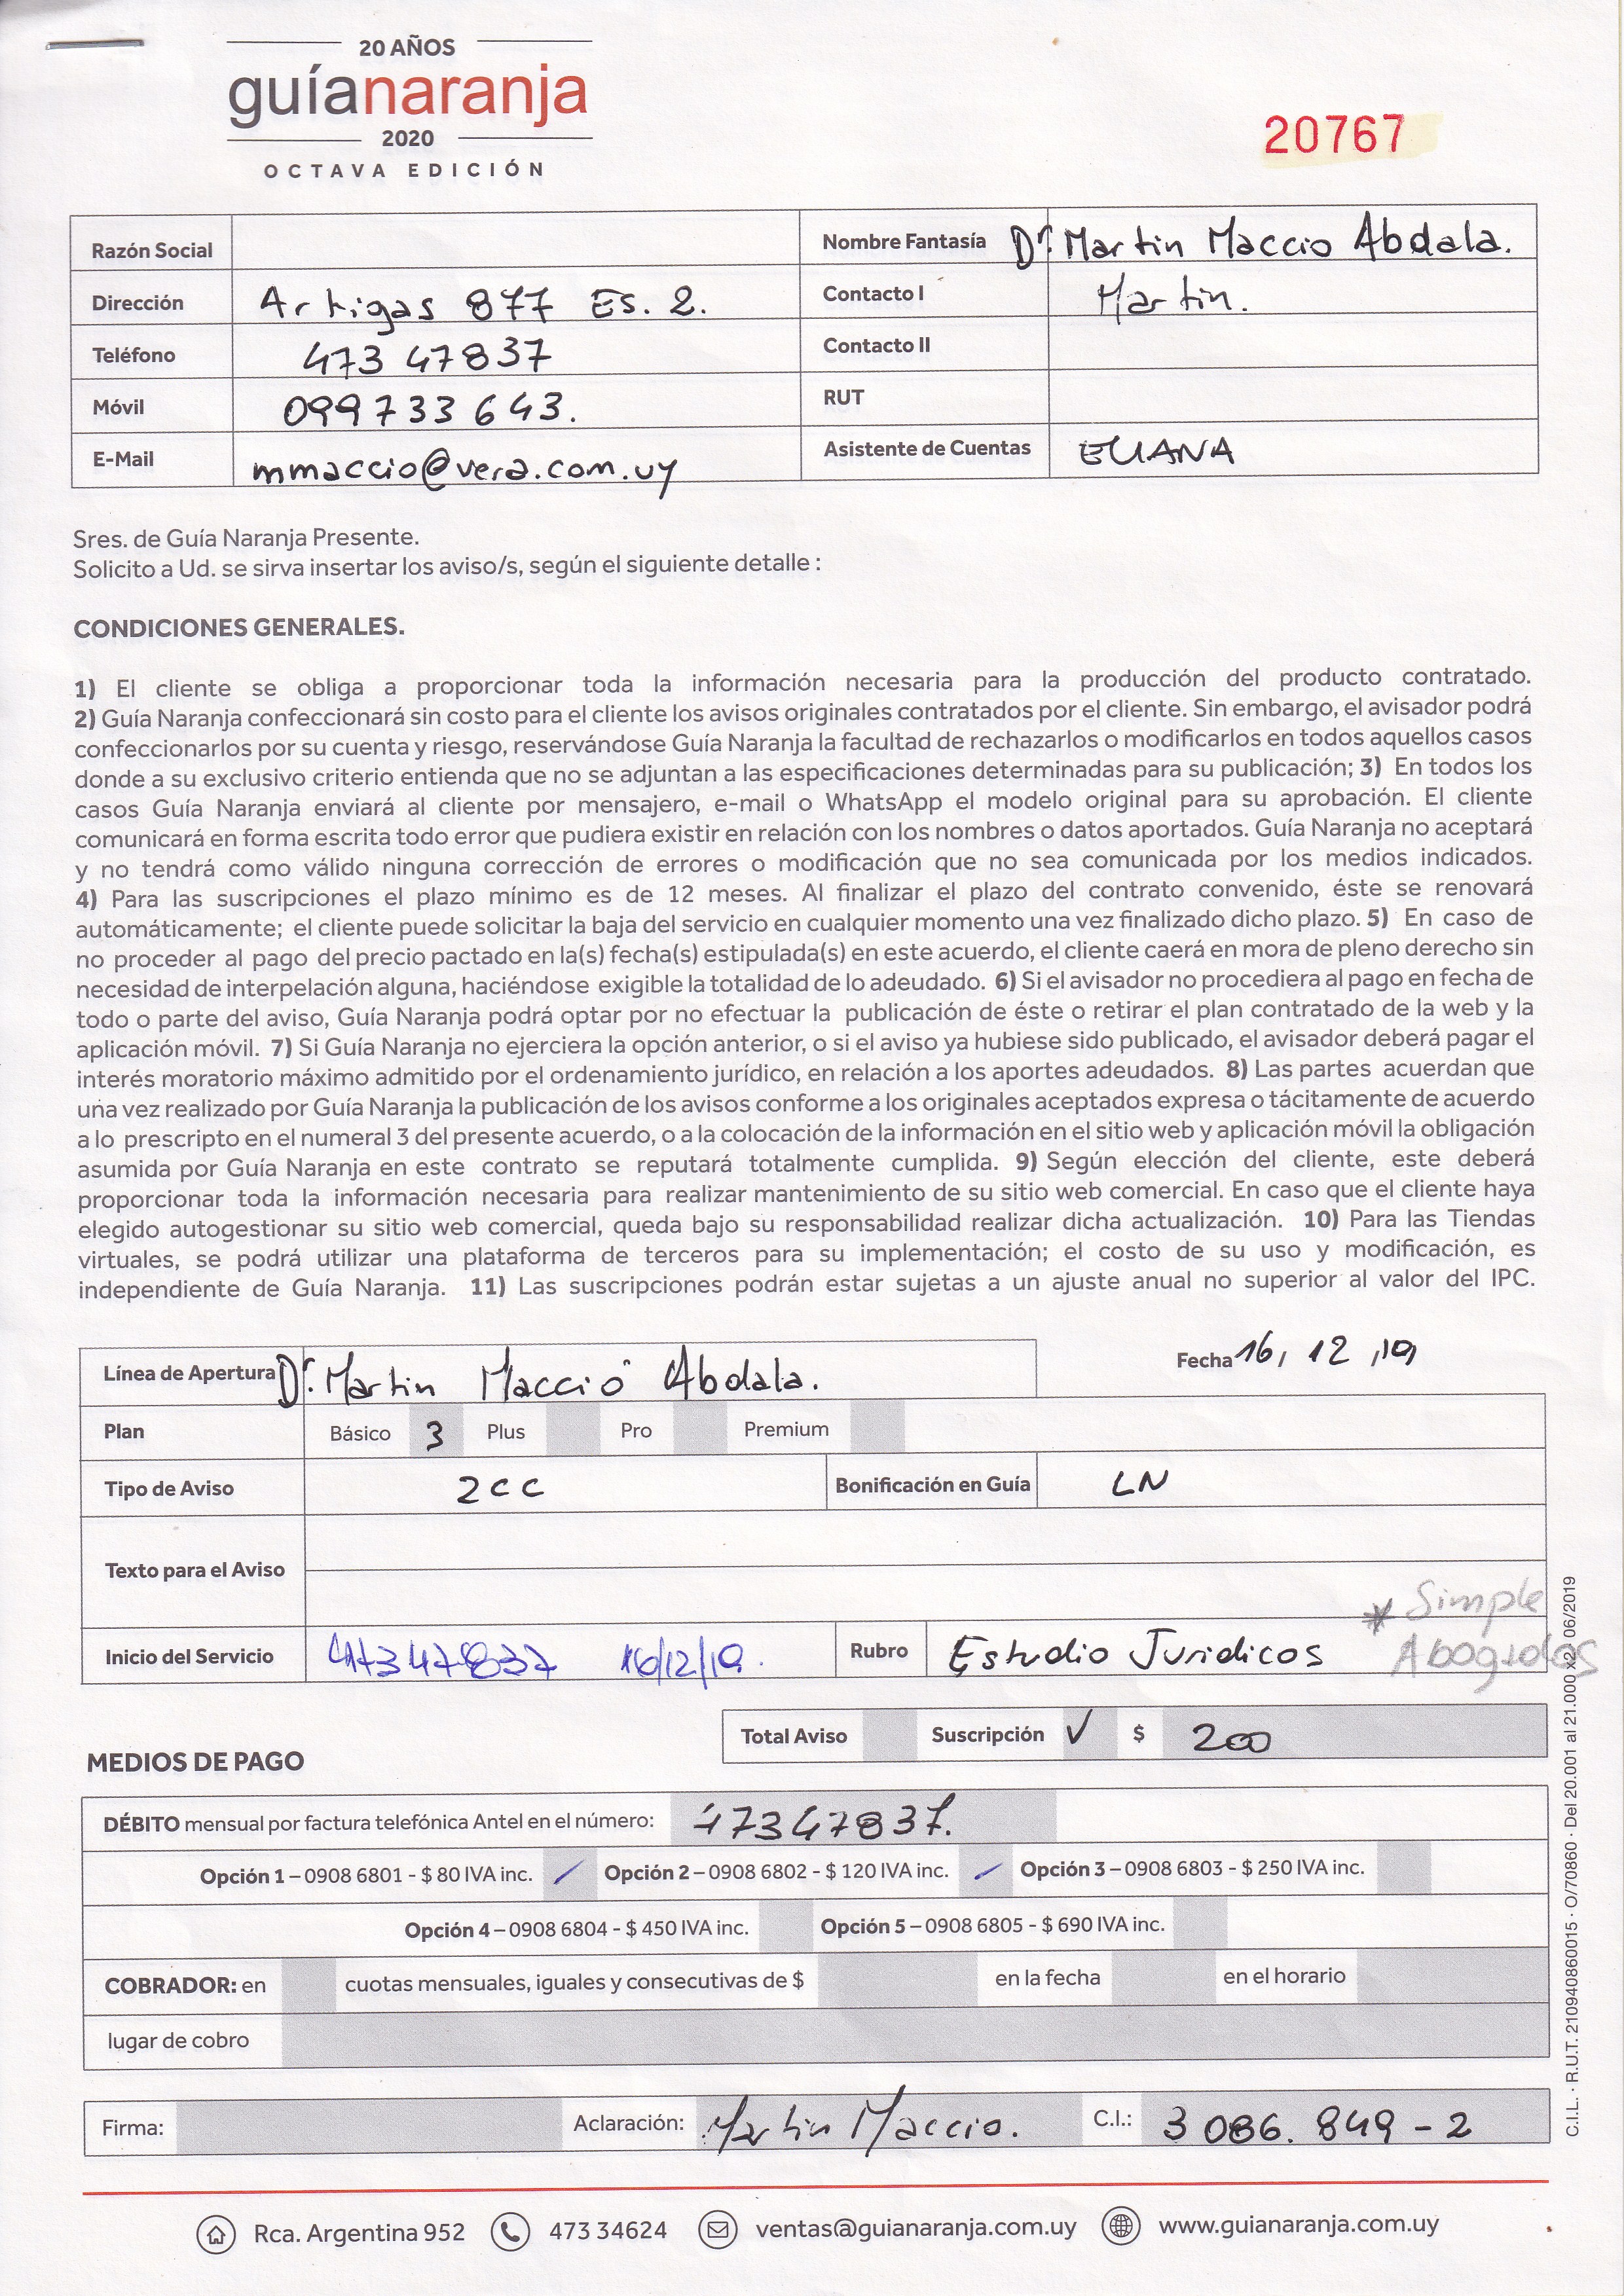 20 AÑOS
guíanaranja
2020
OCTAVA EDICIÓN
20767
Razón Social
Nombre Fantasía Dr. Martin Maccio Abdala.
Dirección Artigas 877 Es. 2.
Contacto I Martin.
Teléfono 473 47837
Contacto II
Móvil 099733643.
RUT
E-Mail mmaccio@vera.com.uy
Asistente de Cuentas ELIANA
Sres. de Guía Naranja Presente.
Solicito a Ud. se sirva insertar los aviso/s, según el siguiente detalle :
CONDICIONES GENERALES.
1) El cliente se obliga a proporcionar toda la información necesaria para la producción del producto contratado.
2) Guía Naranja confeccionará sin costo para el cliente los avisos originales contratados por el cliente. Sin embargo, el avisador podrá
confeccionarlos por su cuenta y riesgo, reservándose Guía Naranja la facultad de rechazarlos o modificarlos en todos aquellos casos
donde a su exclusivo criterio entienda que no se adjuntan a las especificaciones determinadas para su publicación; 3) En todos los
casos Guía Naranja enviará al cliente por mensajero, e-mail o WhatsApp el modelo original para su aprobación. El cliente
comunicará en forma escrita todo error que pudiera existir en relación con los nombres o datos aportados. Guía Naranja no aceptará
y no tendrá como válido ninguna corrección de errores o modificación que no sea comunicada por los medios indicados.
4) Para las suscripciones el plazo mínimo es de 12 meses. Al finalizar el plazo del contrato convenido, éste se renovará
automáticamente; el cliente puede solicitar la baja del servicio en cualquier momento una vez finalizado dicho plazo. 5) En caso de
no proceder al pago del precio pactado en la(s) fecha(s) estipulada(s) en este acuerdo, el cliente caerá en mora de pleno derecho sin
necesidad de interpelación alguna, haciéndose exigible la totalidad de lo adeudado. 6) Si el avisador no procediera al pago en fecha de
todo o parte del aviso, Guía Naranja podrá optar por no efectuar la publicación de éste o retirar el plan contratado de la web y la
aplicación móvil. 7) Si Guía Naranja no ejerciera la opción anterior, o si el aviso ya hubiese sido publicado, el avisador deberá pagar el
interés moratorio máximo admitido por el ordenamiento jurídico, en relación a los aportes adeudados. 8) Las partes acuerdan que
una vez realizado por Guía Naranja la publicación de los avisos conforme a los originales aceptados expresa o tácitamente de acuerdo
a lo prescripto en el numeral 3 del presente acuerdo, o a la colocación de la información en el sitio web y aplicación móvil la obligación
asumida por Guía Naranja en este contrato se reputará totalmente cumplida. 9) Según elección del cliente, este deberá
proporcionar toda la información necesaria para realizar mantenimiento de su sitio web comercial. En caso que el cliente haya
elegido autogestionar su sitio web comercial, queda bajo su responsabilidad realizar dicha actualización. 10) Para las Tiendas
virtuales, se podrá utilizar una plataforma de terceros para su implementación; el costo de su uso y modificación, es
independiente de Guía Naranja. 11) Las suscripciones podrán estar sujetas a un ajuste anual no superior al valor del IPC.
Línea de Apertura Dr. Martin Macció Abdala.
Fecha 16/ 12 /19
Plan Básico 3 Plus Pro Premium
Tipo de Aviso 2CC Bonificación en Guía LN
Texto para el Aviso
* Simple
Abogados
Inicio del Servicio 47347837 16/12/19. Rubro Estudio Juridicos
Total Aviso Suscripción ✓ $ 200
MEDIOS DE PAGO
DÉBITO mensual por factura telefónica Antel en el número: 47347837.
Opción 1 – 0908 6801 - $ 80 IVA inc. ✓ Opción 2 – 0908 6802 - $ 120 IVA inc. ✓ Opción 3 – 0908 6803 - $ 250 IVA inc.
Opción 4 – 0908 6804 - $ 450 IVA inc. Opción 5 – 0908 6805 - $ 690 IVA inc.
COBRADOR: en cuotas mensuales, iguales y consecutivas de $ en la fecha en el horario
lugar de cobro
Firma: Aclaración: Martin Maccio. C.I.: 3 086. 849 - 2
C.I.L. · R.U.T. 210940860015 · O/70860 · Del 20.001 al 21.000 x2, 06/2019
Rca. Argentina 952 473 34624 ventas@guianaranja.com.uy www.guianaranja.com.uy